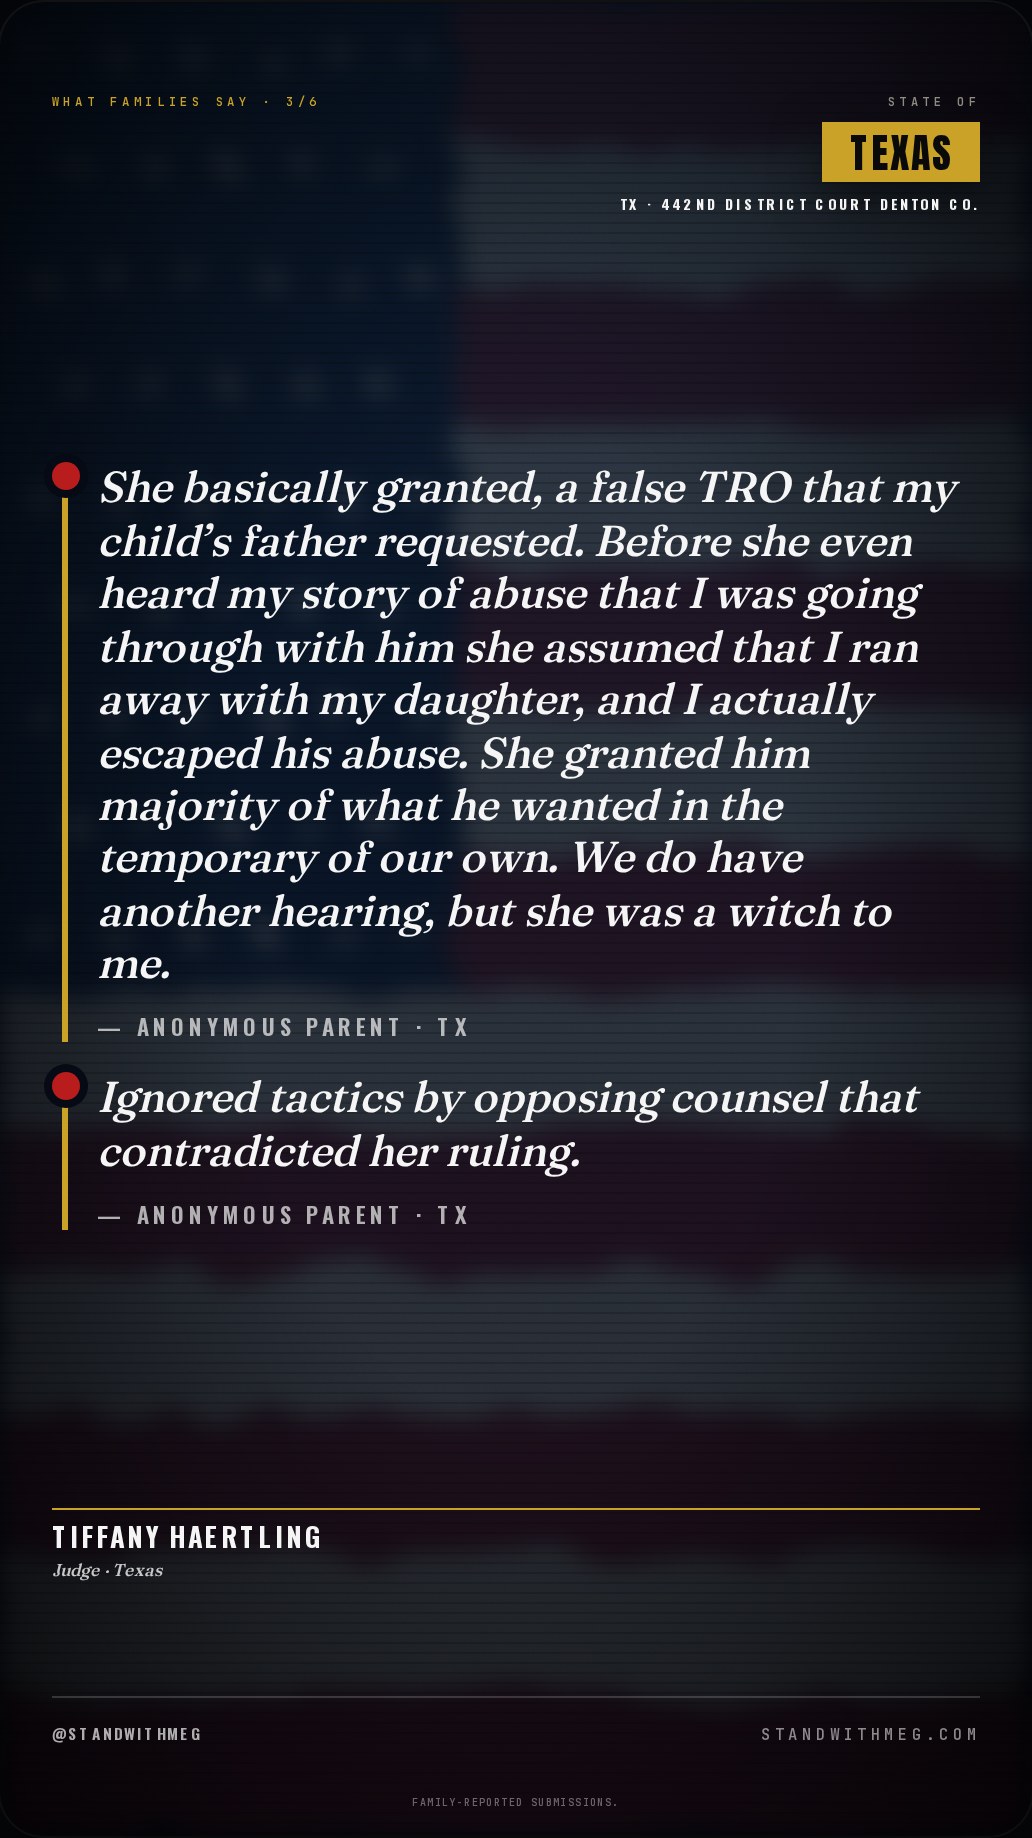 WHAT FAMILIES SAY · 3/6
STATE OF
TEXAS
TX · 442ND DISTRICT COURT DENTON CO.
She basically granted, a false TRO that my
child’s father requested. Before she even
heard my story of abuse that I was going
through with him she assumed that I ran
away with my daughter, and I actually
escaped his abuse. She granted him
majority of what he wanted in the
temporary of our own. We do have
another hearing, but she was a witch to
me.
— ANONYMOUS PARENT · TX
Ignored tactics by opposing counsel that
contradicted her ruling.
— ANONYMOUS PARENT · TX
TIFFANY HAERTLING
Judge · Texas
@STANDWITHMEG
STANDWITHMEG.COM
FAMILY-REPORTED SUBMISSIONS.